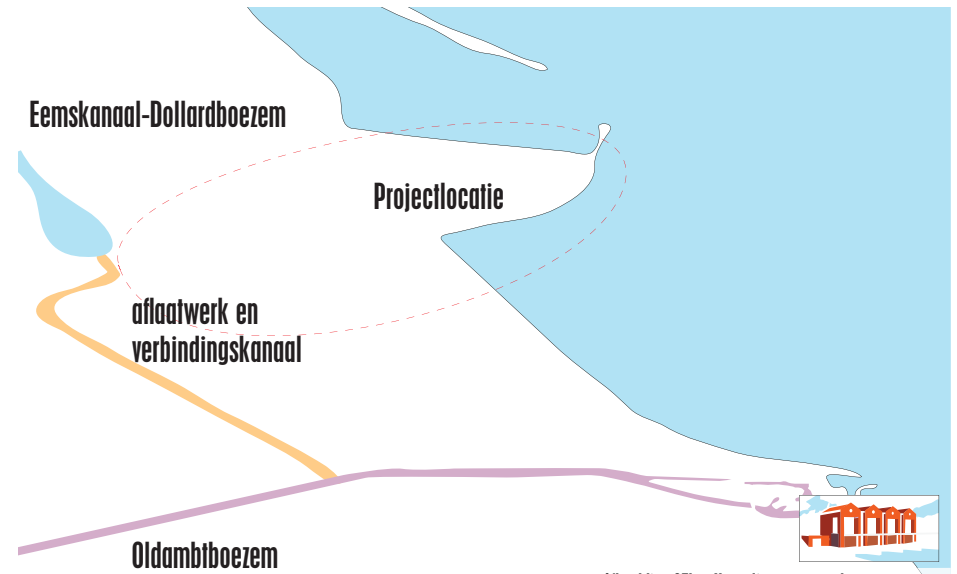 Eemskanaal-Dollardboezem
Projectlocatie
aflaatwerk en
verbindingskanaal
Oldambtboezem